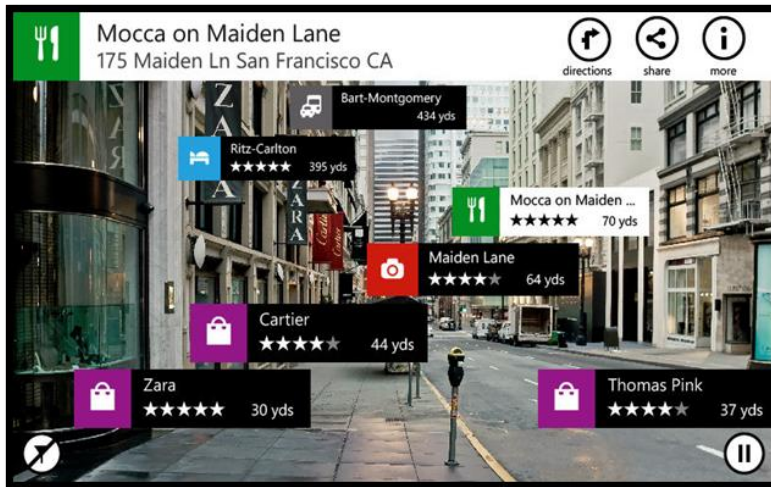 Mocca on Maiden Lane
175 Maiden Ln San Francisco CA
directions
share
more
Bart-Montgomery
434 yds
Ritz-Carlton
395 yds
Mocca on Maiden ...
70 yds
Maiden Lane
64 yds
Cartier
44 yds
Zara
30 yds
Thomas Pink
37 yds
ZARA
ZARA
Cartier
Cartier